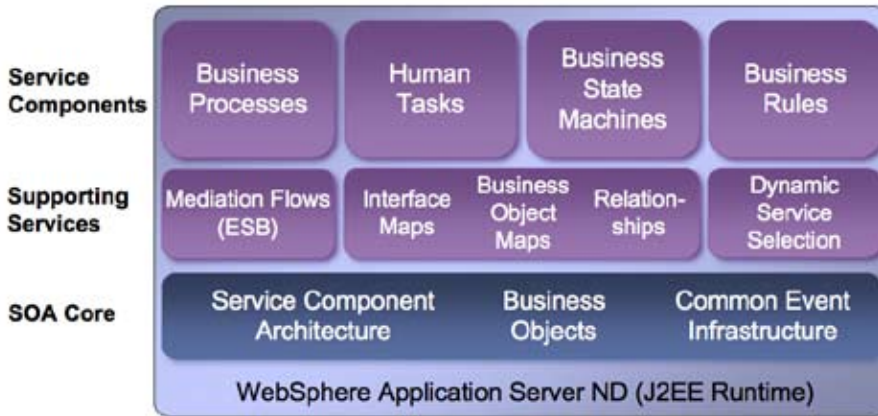 Service
Components
Business
Processes
Human
Tasks
Business
State
Machines
Business
Rules
Supporting
Services
Mediation Flows
(ESB)
Interface
Maps
Business
Object
Maps
Relation-
ships
Dynamic
Service
Selection
SOA Core
Service Component
Architecture
Business
Objects
Common Event
Infrastructure
WebSphere Application Server ND (J2EE Runtime)